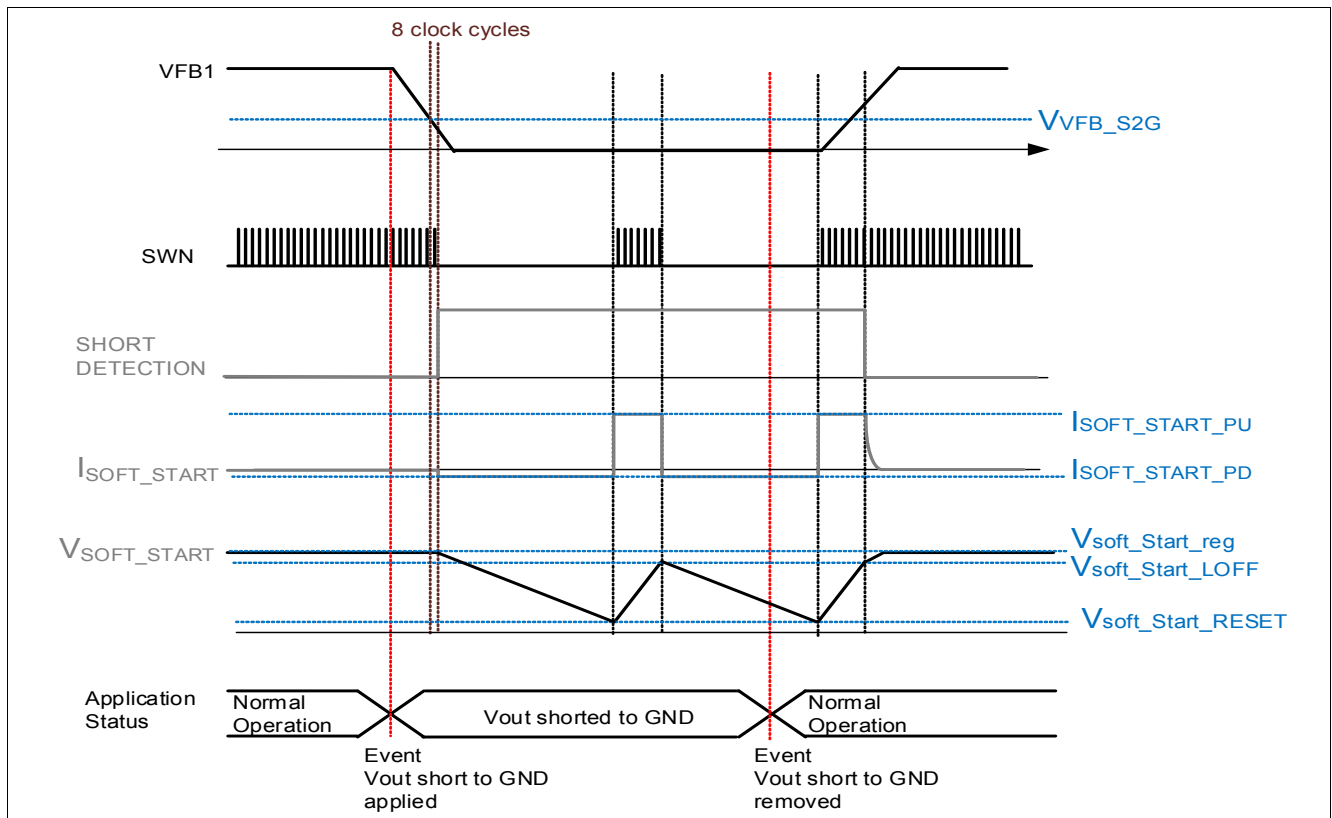 8 clock cycles
VFB1
VVFB_S2G
SWN
SHORT
DETECTION
ISOFT_START_PU
ISOFT_START
ISOFT_START_PD
VSOFT_START
Vsoft_Start_reg
Vsoft_Start_LOFF
Vsoft_Start_RESET
Application
Status
Normal
Operation
Vout shorted to GND
Normal
Operation
Event
Vout short to GND
applied
Event
Vout short to GND
removed